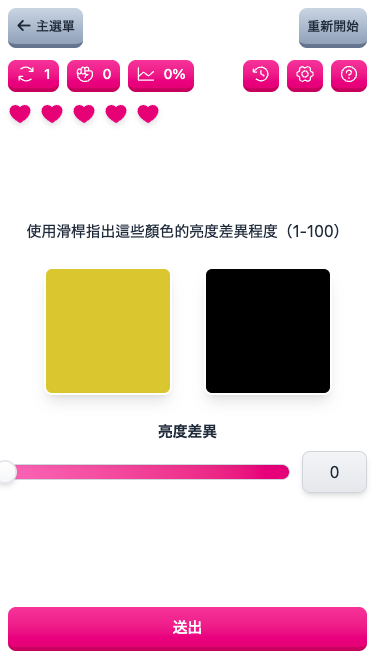 主選單
重新開始
1
0
0%
使用滑桿指出這些顏色的亮度差異程度（1-100）
亮度差異
0
送出